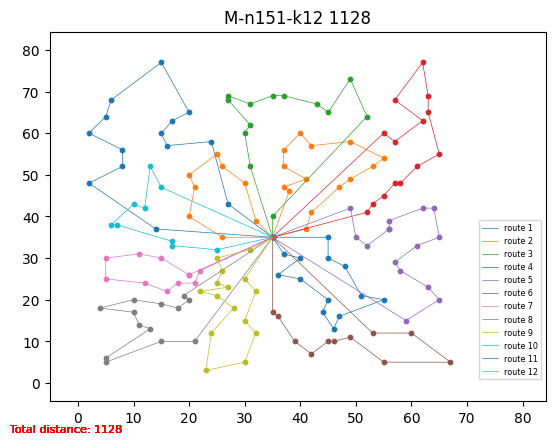 M-n151-k12 1128
80
70
60
50
40
30
20
10
0
route 1
route 2
route 3
route 4
route 5
route 6
route 7
route 8
route 9
route 10
route 11
route 12
0 10 20 30 40 50 60 70 80
Total distance: 1128